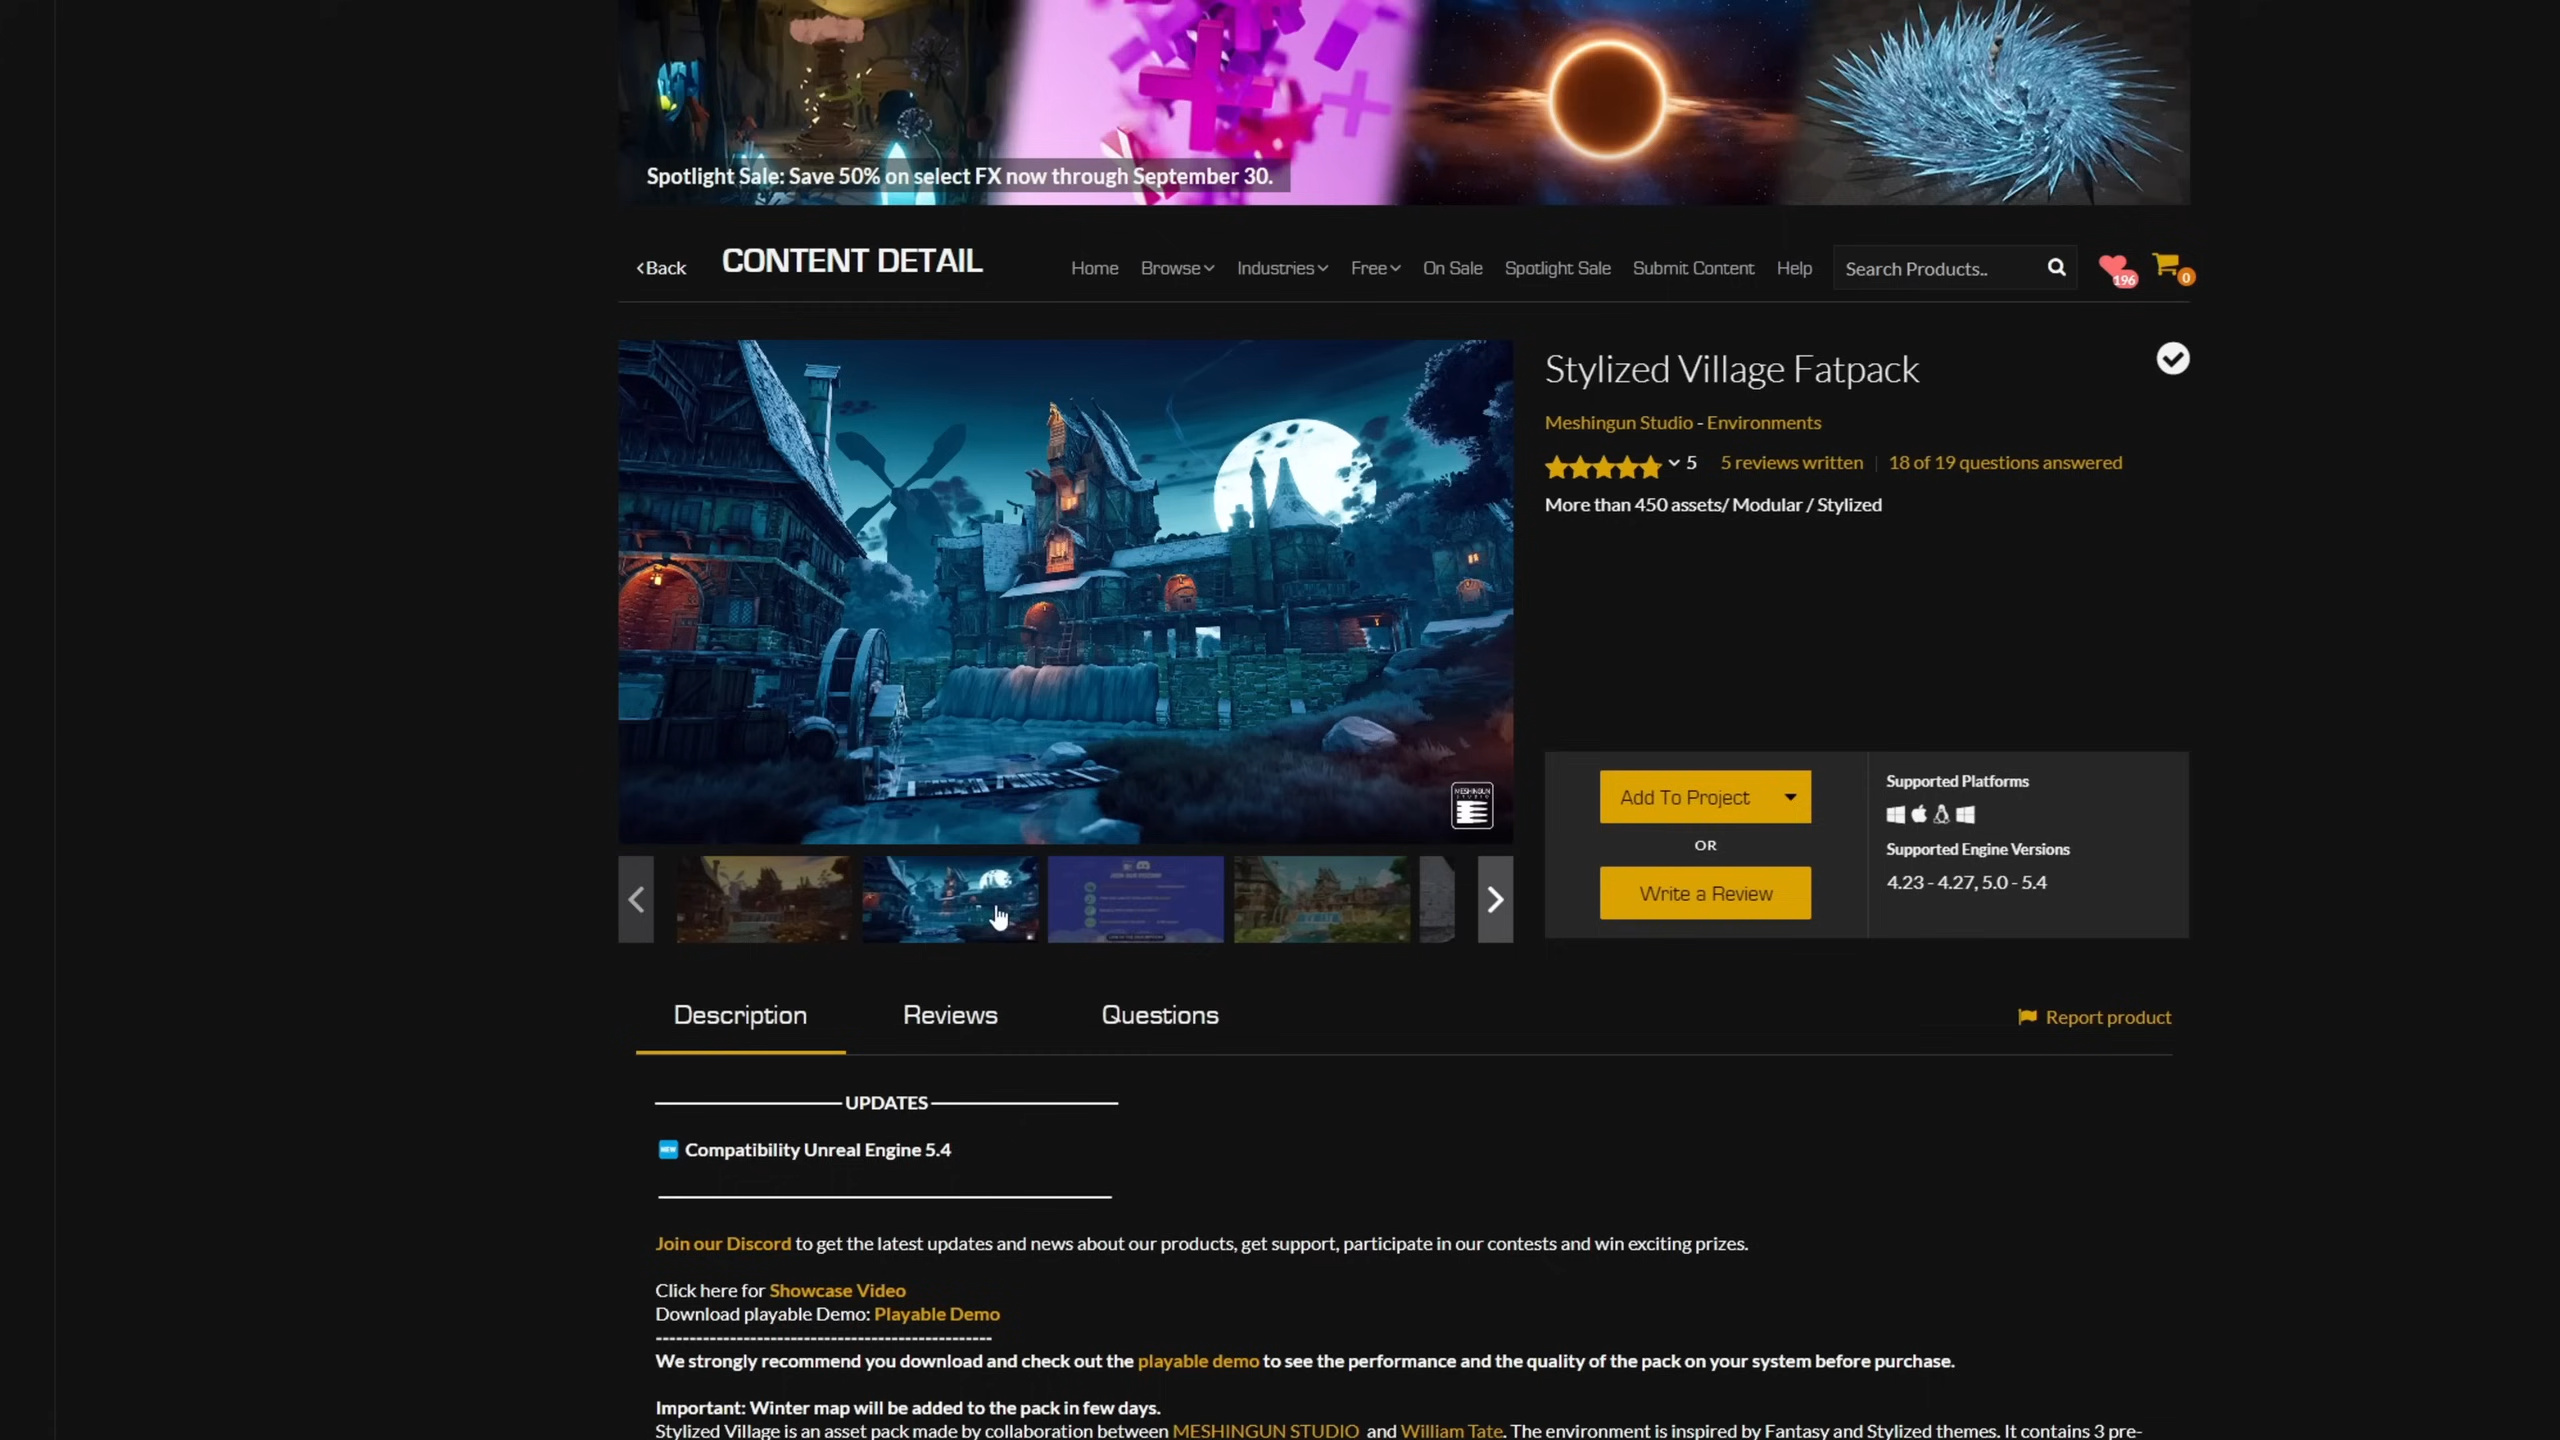 Spotlight Sale: Save 50% on select FX now through September 30.
Back
CONTENT DETAIL
Home
Browse
Industries
Free
On Sale
Spotlight Sale
Submit Content
Help
Search Products..
196
0
Stylized Village Fatpack
Meshingun Studio - Environments
5
5 reviews written
18 of 19 questions answered
More than 450 assets/ Modular / Stylized
MESHINGUN
STUDIO
Add To Project
OR
Write a Review
Supported Platforms
Supported Engine Versions
4.23 - 4.27, 5.0 - 5.4
Description
Reviews
Questions
Report product
UPDATES
NEW Compatibility Unreal Engine 5.4
Join our Discord to get the latest updates and news about our products, get support, participate in our contests and win exciting prizes.
Click here for Showcase Video
Download playable Demo: Playable Demo
--------------------------------------------------
We strongly recommend you download and check out the playable demo to see the performance and the quality of the pack on your system before purchase.
Important: Winter map will be added to the pack in few days.
Stylized Village is an asset pack made by collaboration between MESHINGUN STUDIO and William Tate. The environment is inspired by Fantasy and Stylized themes. It contains 3 pre-